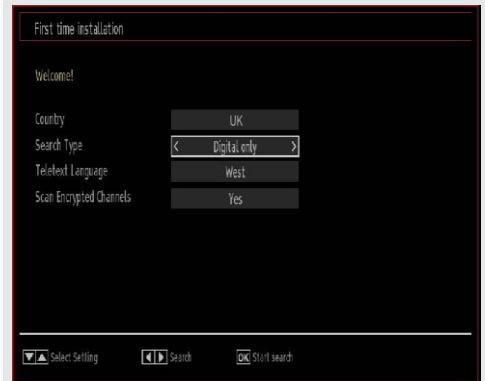 First time installation
Welcome!
Country UK
Search Type < Digital only >
Teletext Language West
Scan Encrypted Channels Yes
▼▲ Select Setting ◀▶ Search OK Start search